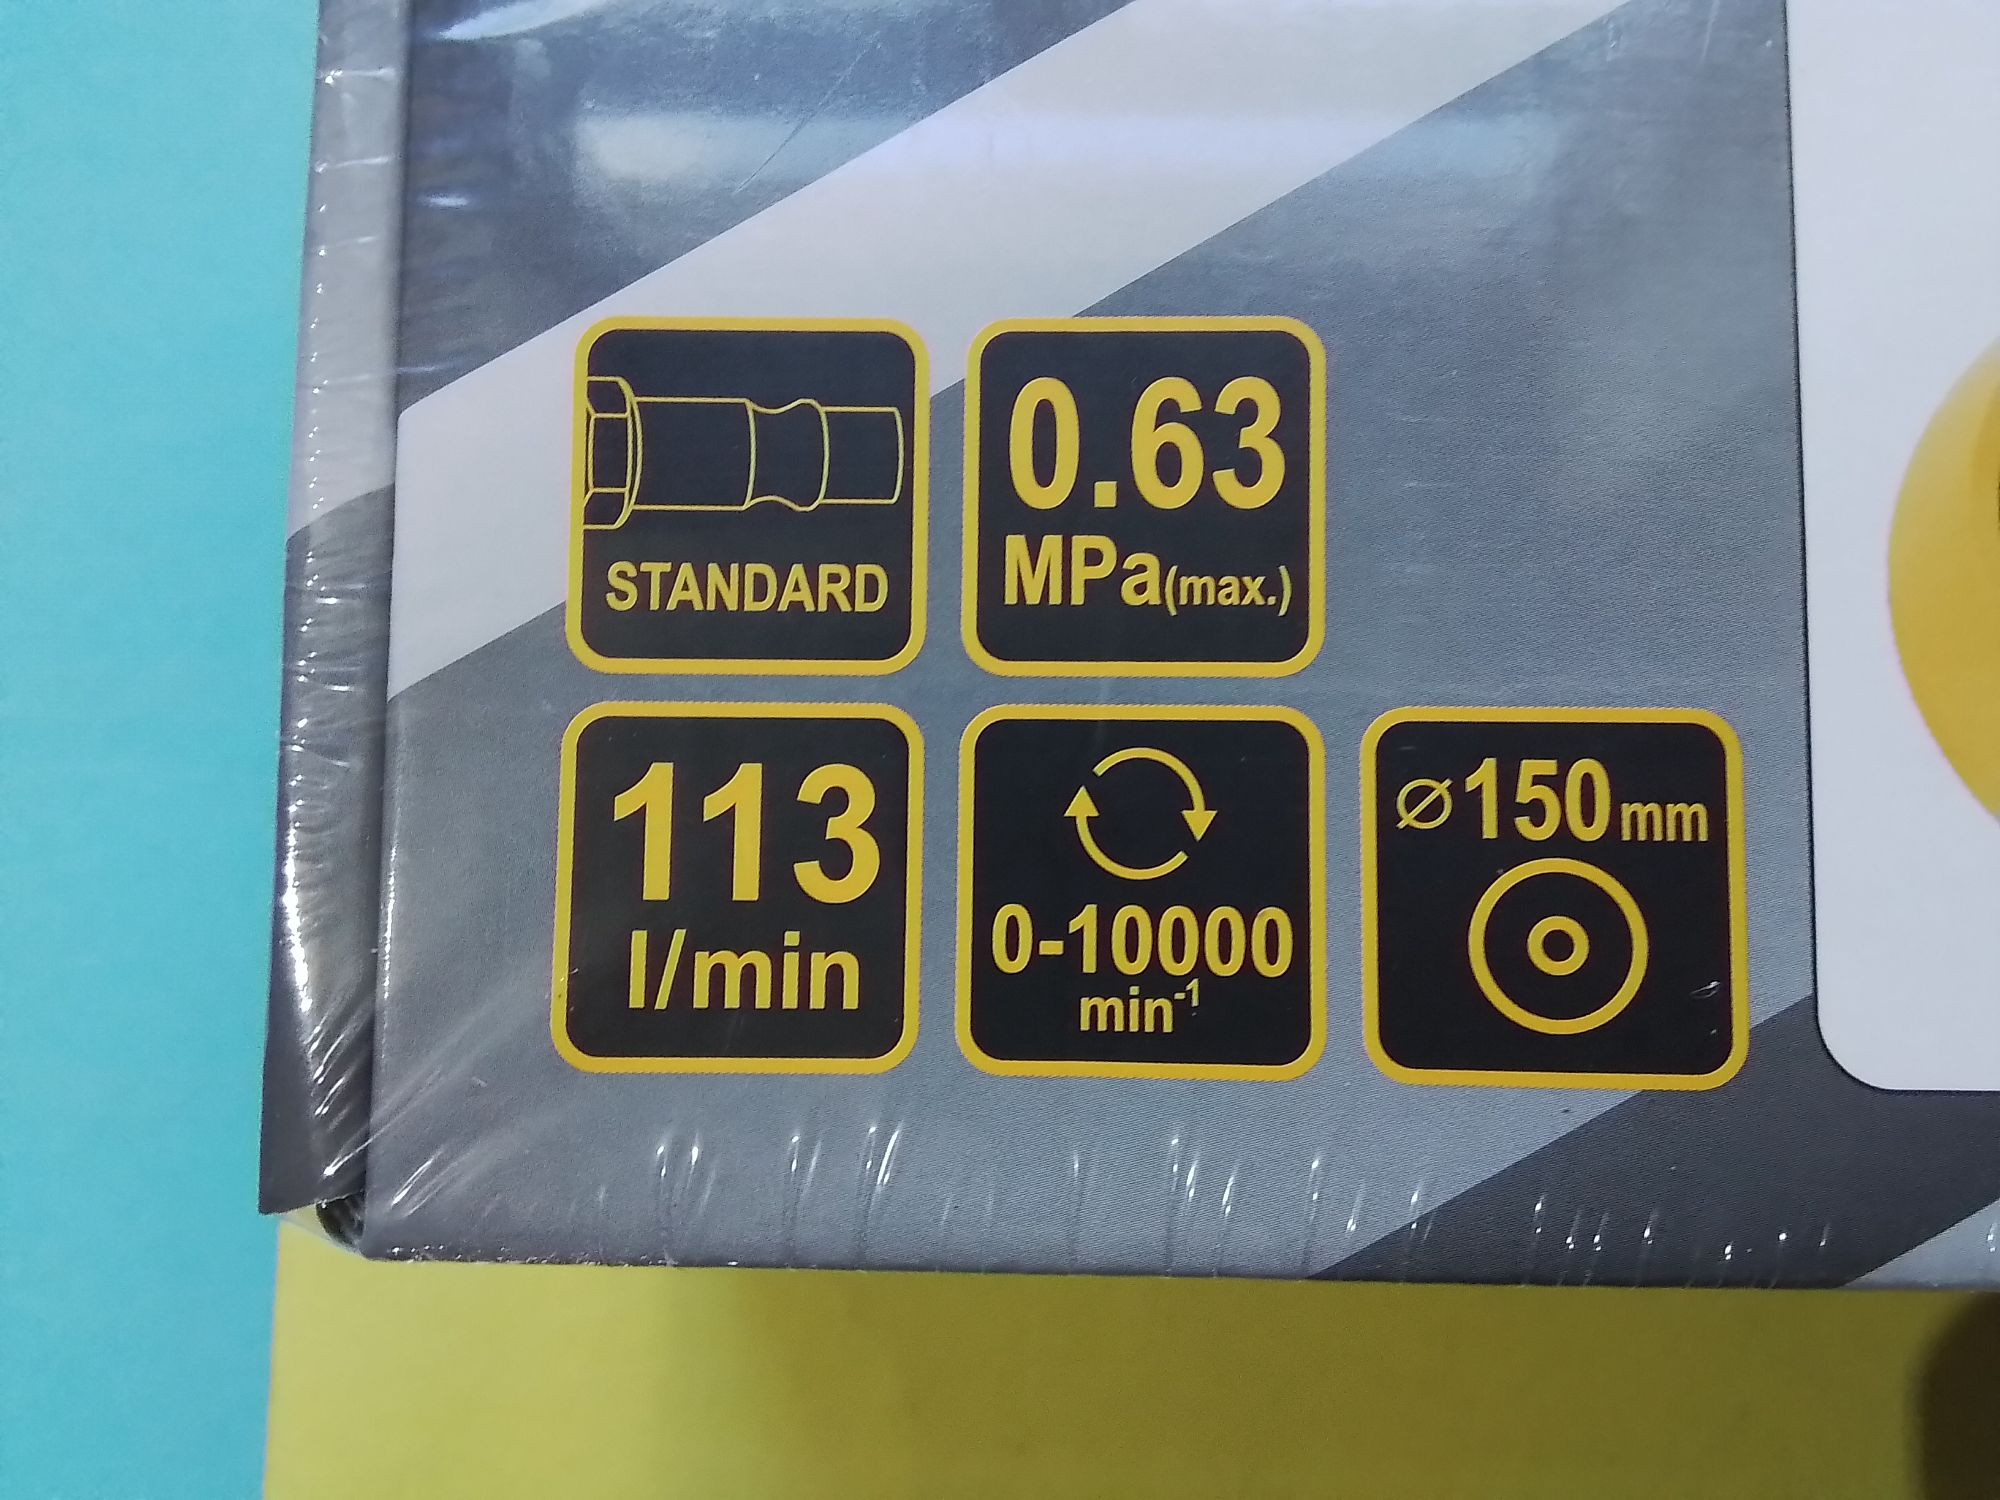 STANDARD
0.63
MPa(max.)
113
l/min
0-10000
min⁻¹
⌀150mm